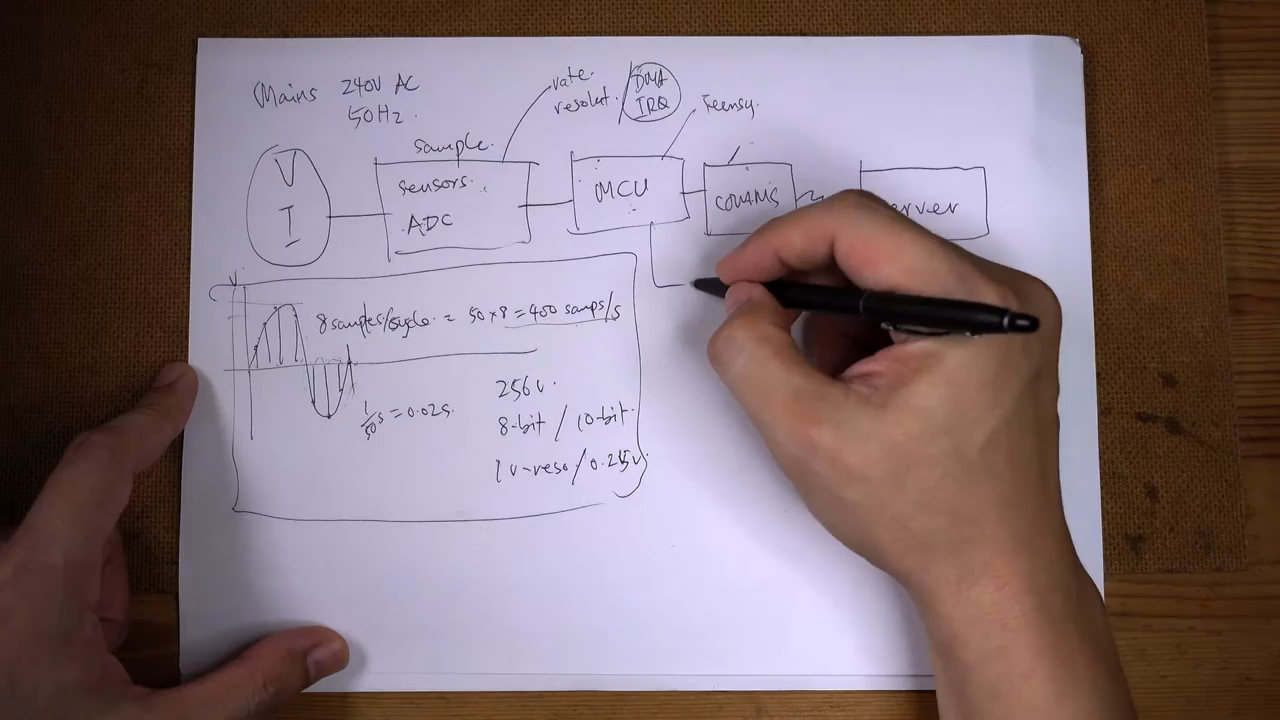 Mains 240V AC
50Hz
rate.
resolut.
DMA
IRQ
Teensy.
sample.
V
I
sensors.
ADC
MCU
COMMS
erver
V
8 samples/cycle. = 50 x 8 = 400 samps/s
1/50 s = 0.02s.
256v.
8-bit / 10-bit.
1v-reso / 0.25v